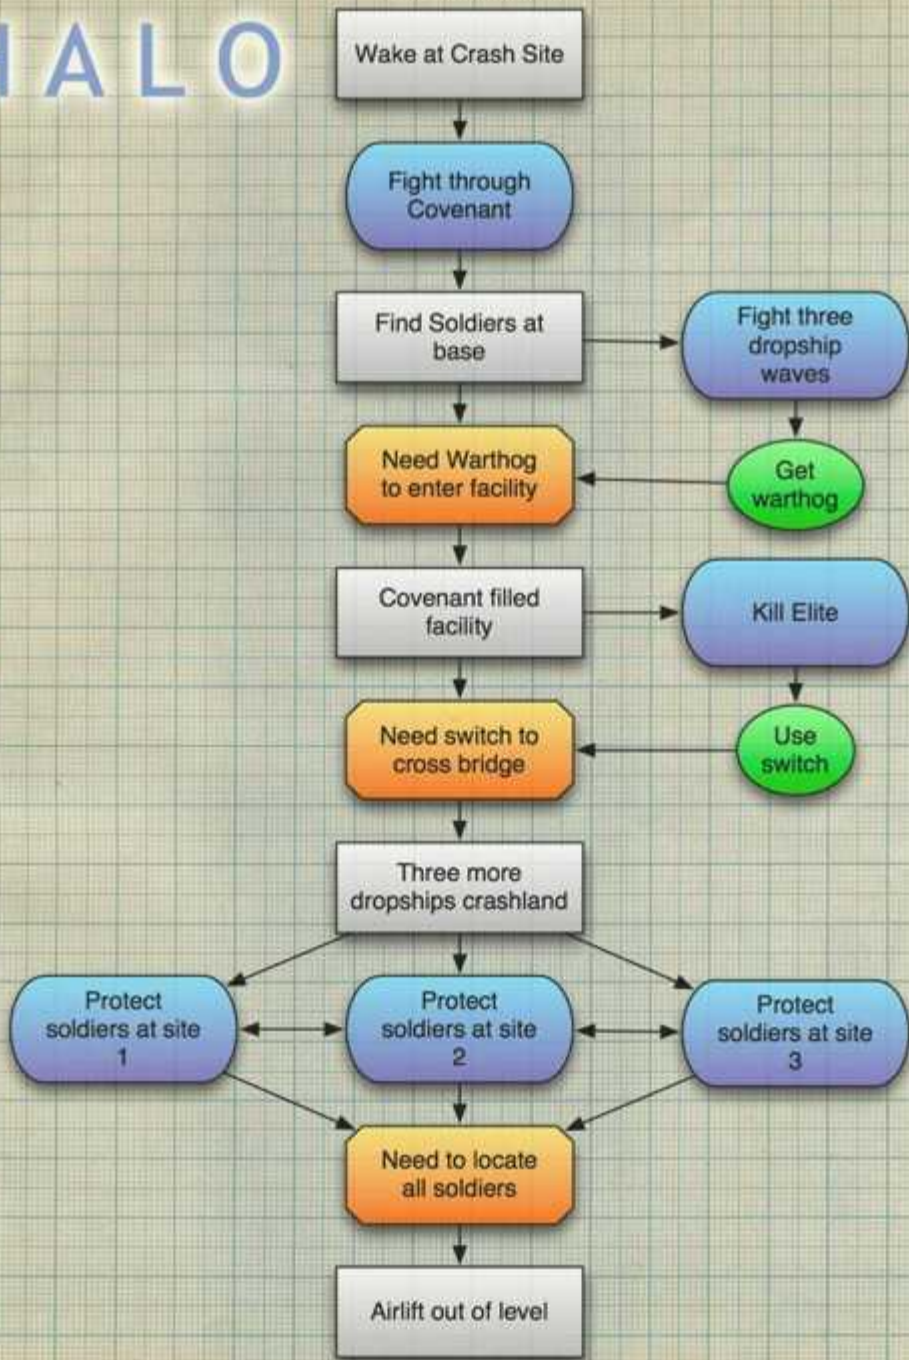 HALO
Wake at Crash Site
Fight through
Covenant
Find Soldiers at
base
Fight three
dropship
waves
Need Warthog
to enter facility
Get
warthog
Covenant filled
facility
Kill Elite
Need switch to
cross bridge
Use
switch
Three more
dropships crashland
Protect
soldiers at site
1
Protect
soldiers at site
2
Protect
soldiers at site
3
Need to locate
all soldiers
Airlift out of level